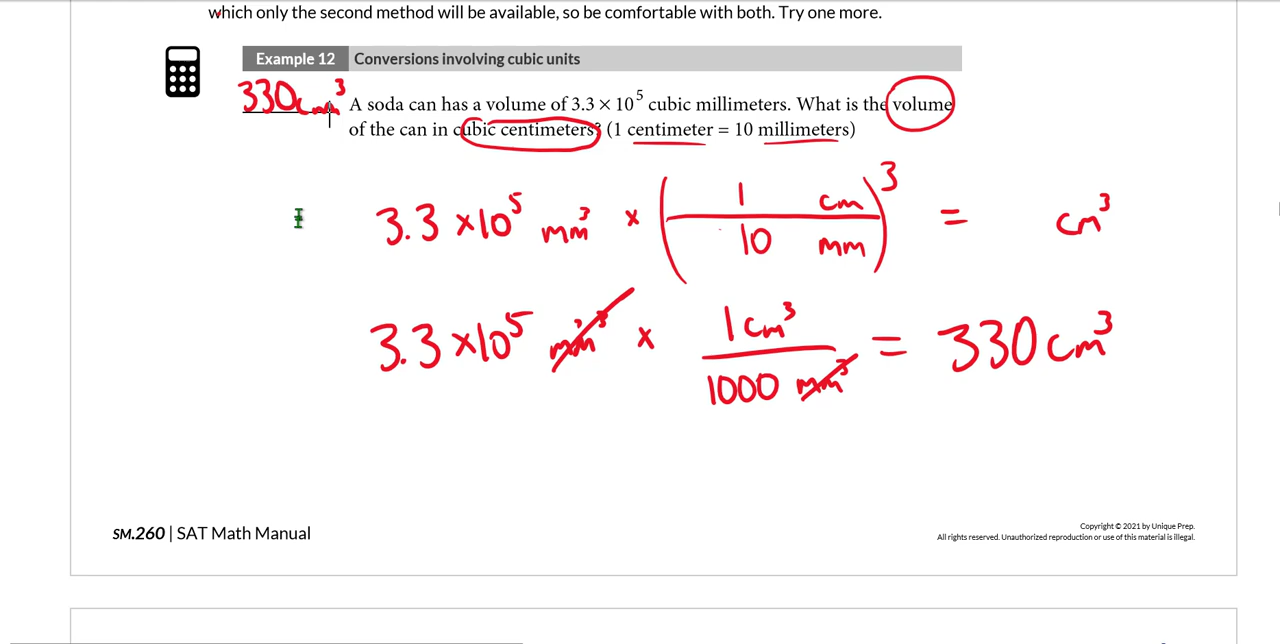 which only the second method will be available, so be comfortable with both. Try one more.
Example 12 Conversions involving cubic units
330cm³ A soda can has a volume of 3.3 × 10⁵ cubic millimeters. What is the volume
of the can in cubic centimeters? (1 centimeter = 10 millimeters)
3.3 × 10⁵ mm³ × (1 cm / 10 mm)³ = cm³
3.3 × 10⁵ mm³ × 1 cm³ / 1000 mm³ = 330 cm³
SM.260 | SAT Math Manual
Copyright © 2021 by Unique Prep.
All rights reserved. Unauthorized reproduction or use of this material is illegal.